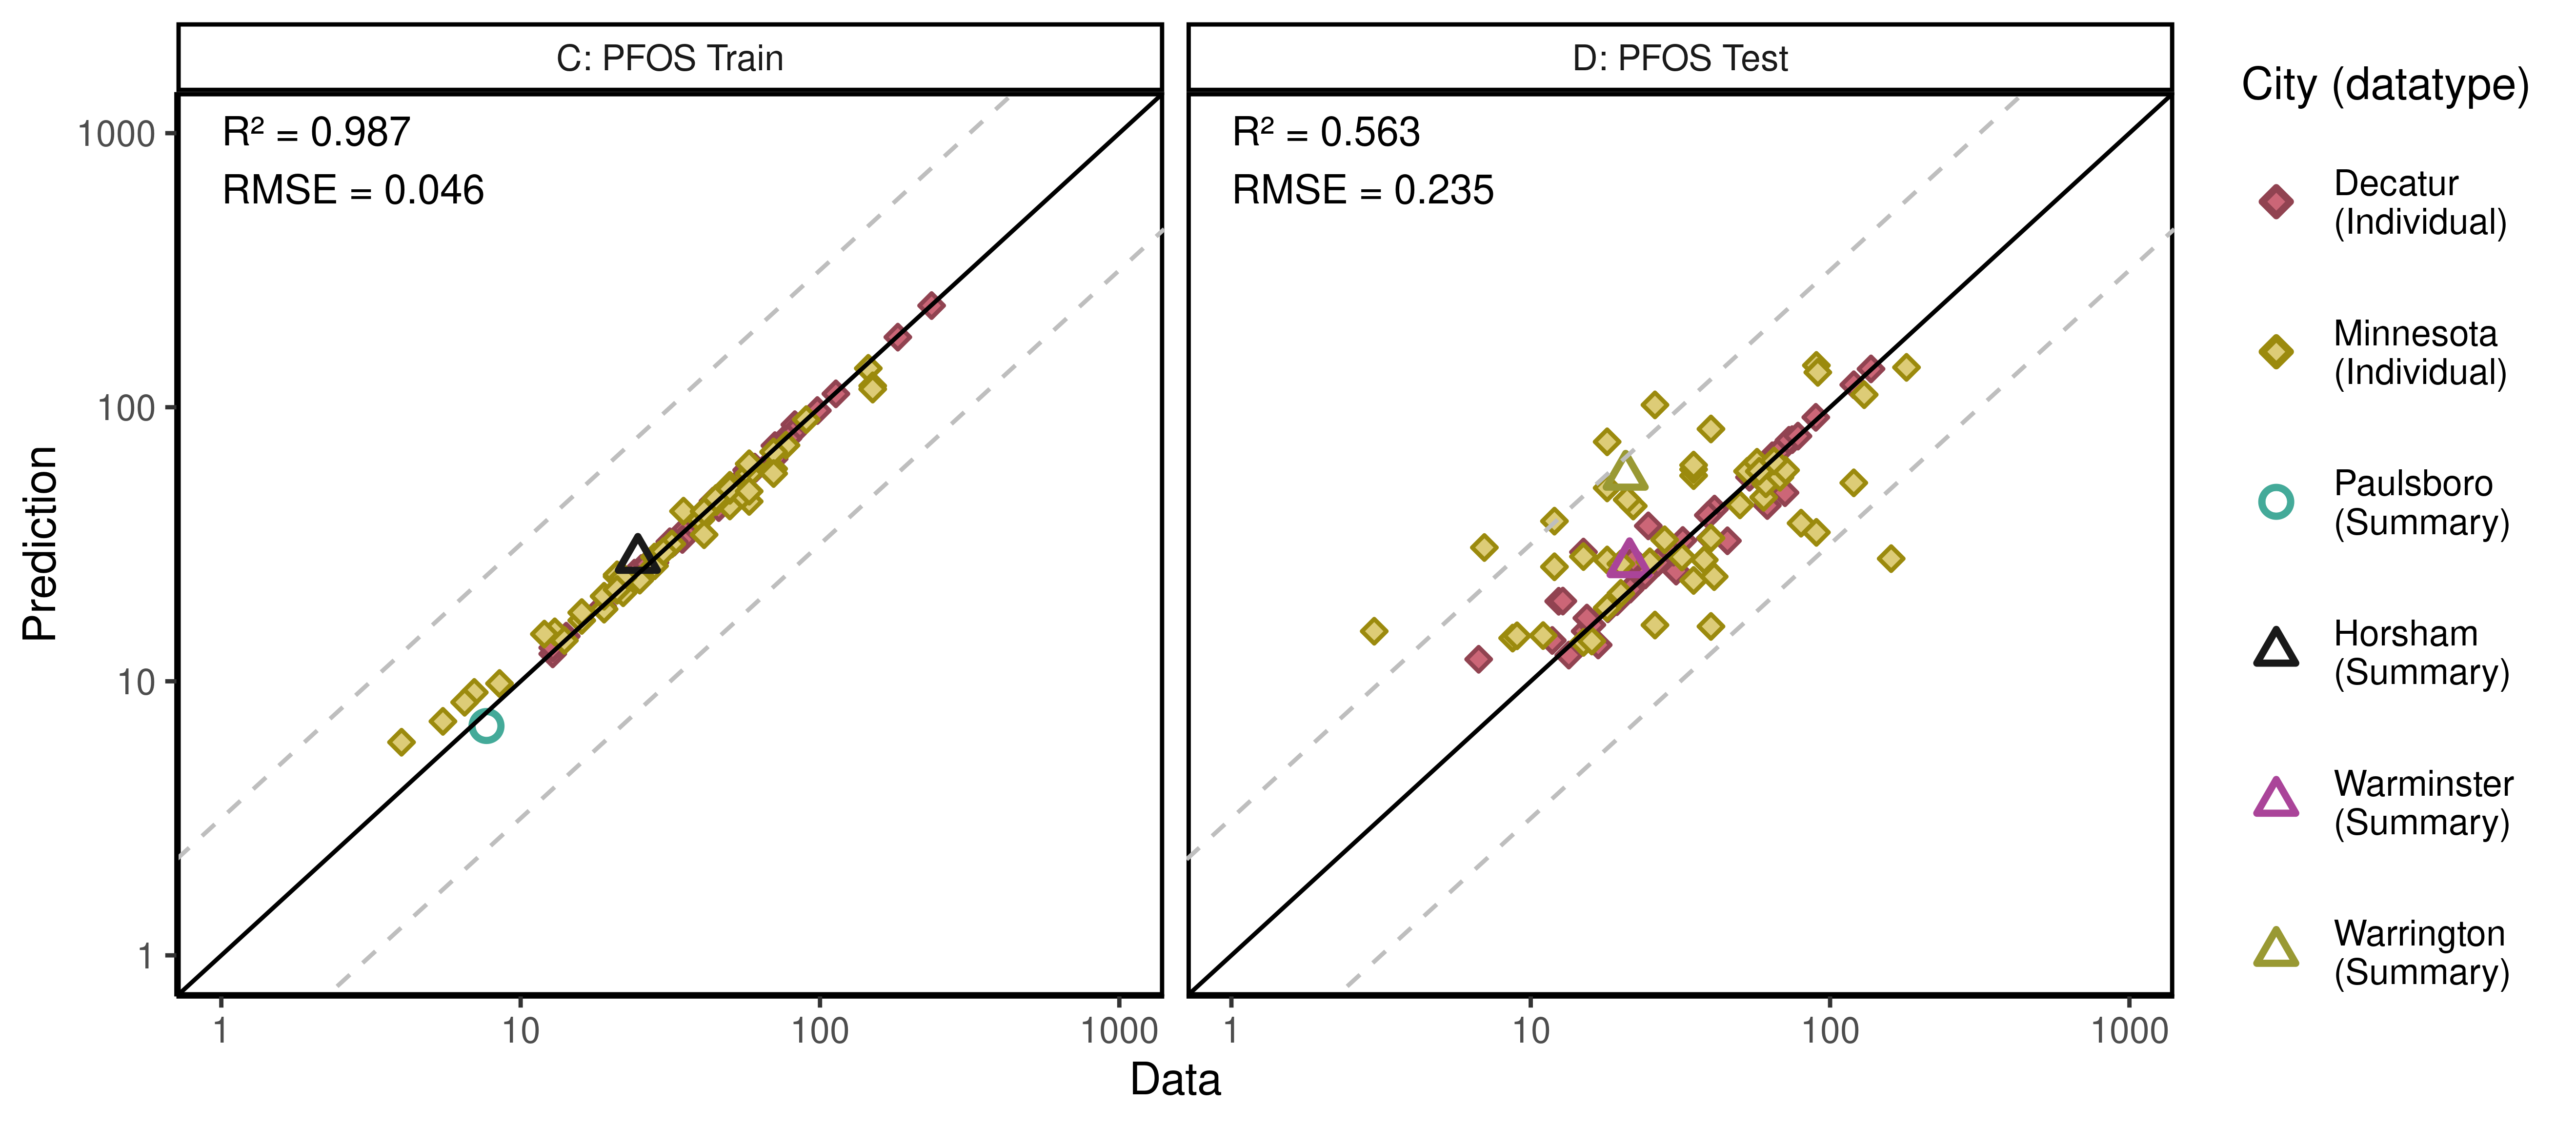 C: PFOS Train
D: PFOS Test
R² = 0.987
RMSE = 0.046
R² = 0.563
RMSE = 0.235
Prediction
1000
100
10
1
1
10
100
1000
1
10
100
1000
Data
City (datatype)
Decatur
(Individual)
Minnesota
(Individual)
Paulsboro
(Summary)
Horsham
(Summary)
Warminster
(Summary)
Warrington
(Summary)